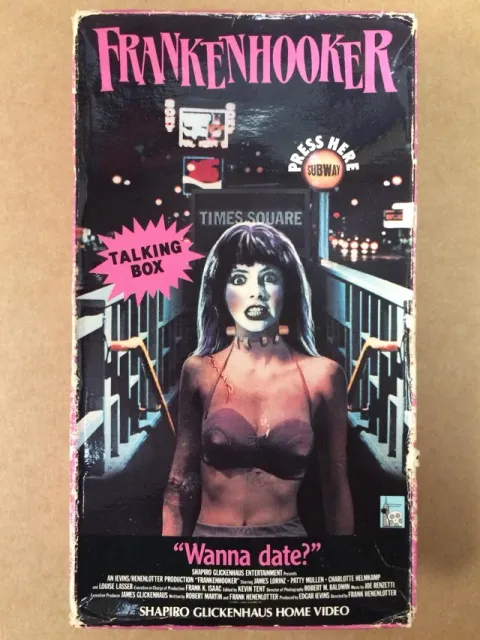 FRANKENHOOKER
PRESS HERE
SUBWAY
TIMES SQUARE
TALKING
BOX
"Wanna date?"
SHAPIRO GLICKENHAUS ENTERTAINMENT Presents
AN IEVINS/HENENLOTTER PRODUCTION "FRANKENHOOKER" Starring JAMES LORINZ · PATTY MULLEN · CHARLOTTE HELMKAMP
and LOUISE LASSER Executive in Charge of Production FRANK K. ISAAC Edited by KEVIN TENT Director of Photography ROBERT M. BALDWIN Music by JOE RENZETTI
Executive Producer JAMES GLICKENHAUS Written by ROBERT MARTIN and FRANK HENENLOTTER Produced by EDGAR IEVINS Directed by FRANK HENENLOTTER
SHAPIRO GLICKENHAUS HOME VIDEO